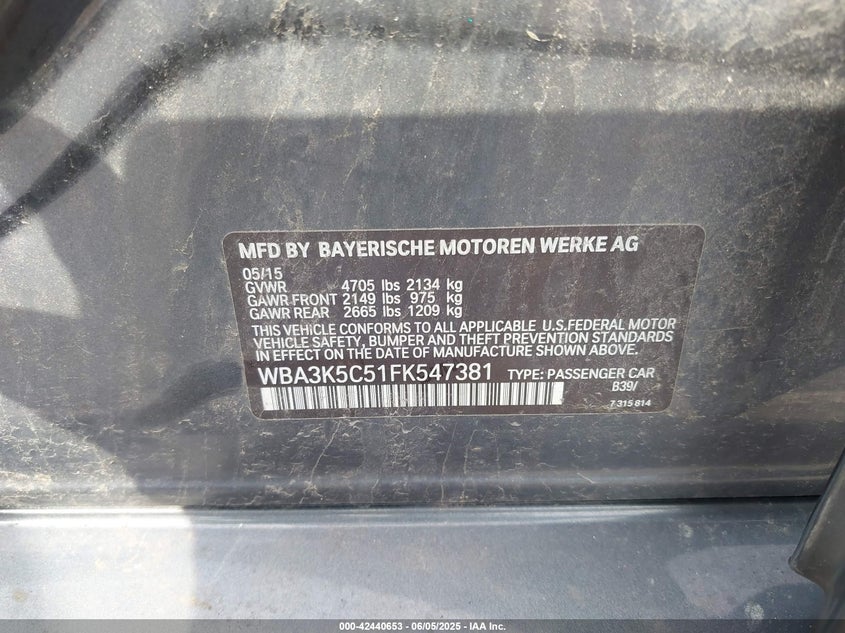 MFD BY BAYERISCHE MOTOREN WERKE AG
05/15
GVWR 4705 lbs 2134 kg
GAWR FRONT 2149 lbs 975 kg
GAWR REAR 2665 lbs 1209 kg
THIS VEHICLE CONFORMS TO ALL APPLICABLE U.S.FEDERAL MOTOR
VEHICLE SAFETY, BUMPER AND THEFT PREVENTION STANDARDS
IN EFFECT ON THE DATE OF MANUFACTURE SHOWN ABOVE.
WBA3K5C51FK547381 TYPE: PASSENGER CAR
B39/
7 315 814
000-42440653 - 06/05/2025 - IAA Inc.